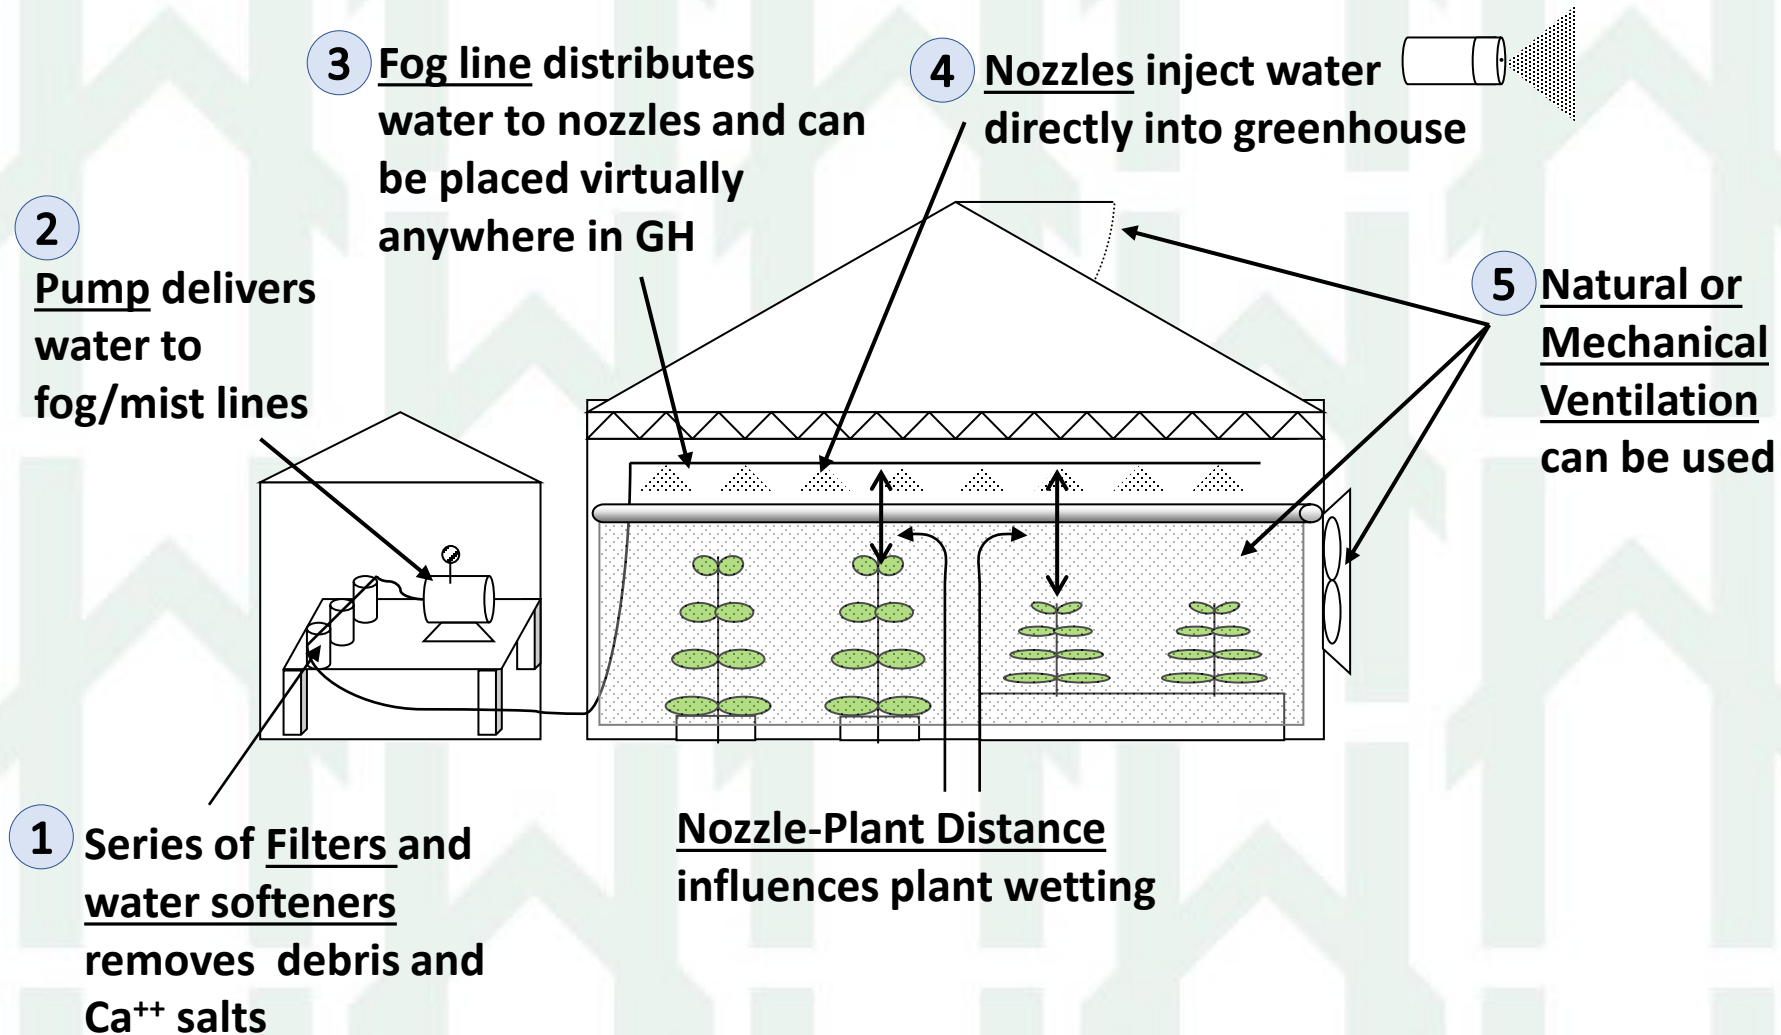 3 Fog line distributes
water to nozzles and can
be placed virtually
anywhere in GH
4 Nozzles inject water
directly into greenhouse
2
Pump delivers
water to
fog/mist lines
5 Natural or
Mechanical
Ventilation
can be used
1 Series of Filters and
water softeners
removes debris and
Ca⁺⁺ salts
Nozzle-Plant Distance
influences plant wetting